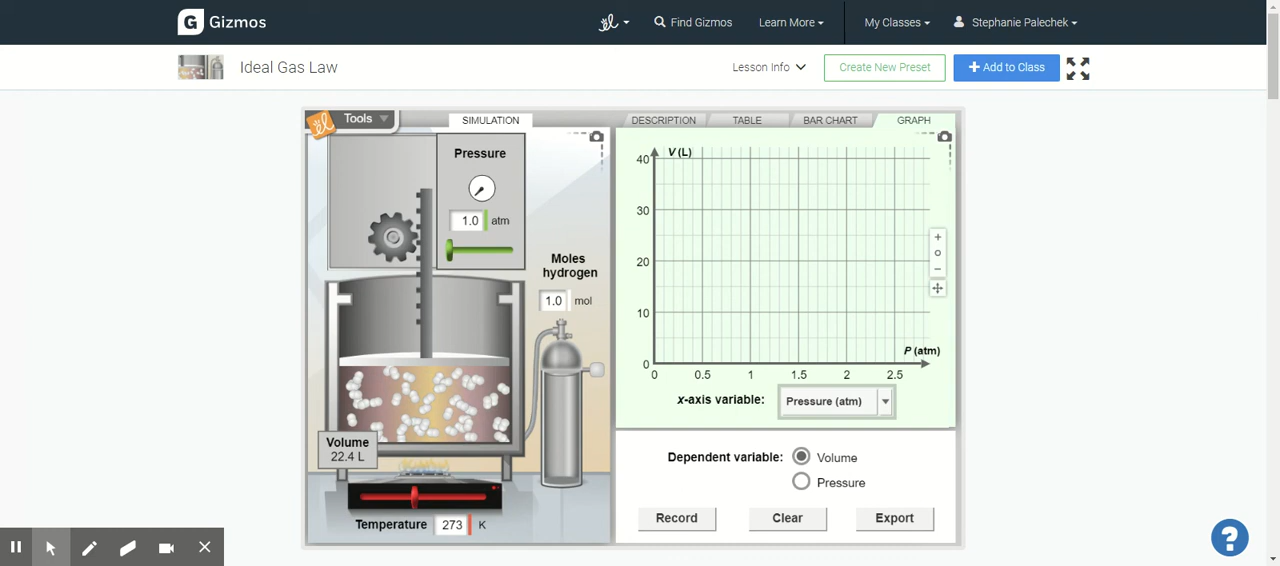 G Gizmos
Find Gizmos
Learn More
My Classes
Stephanie Palechek
Ideal Gas Law
Lesson Info
Create New Preset
+ Add to Class
Tools
SIMULATION
DESCRIPTION
TABLE
BAR CHART
GRAPH
Pressure
1.0 atm
Moles
hydrogen
1.0 mol
Volume
22.4 L
Temperature 273 K
V (L)
40
30
20
10
0
P (atm)
0 0.5 1 1.5 2 2.5
x-axis variable: Pressure (atm)
Dependent variable: Volume
Pressure
Record
Clear
Export
?